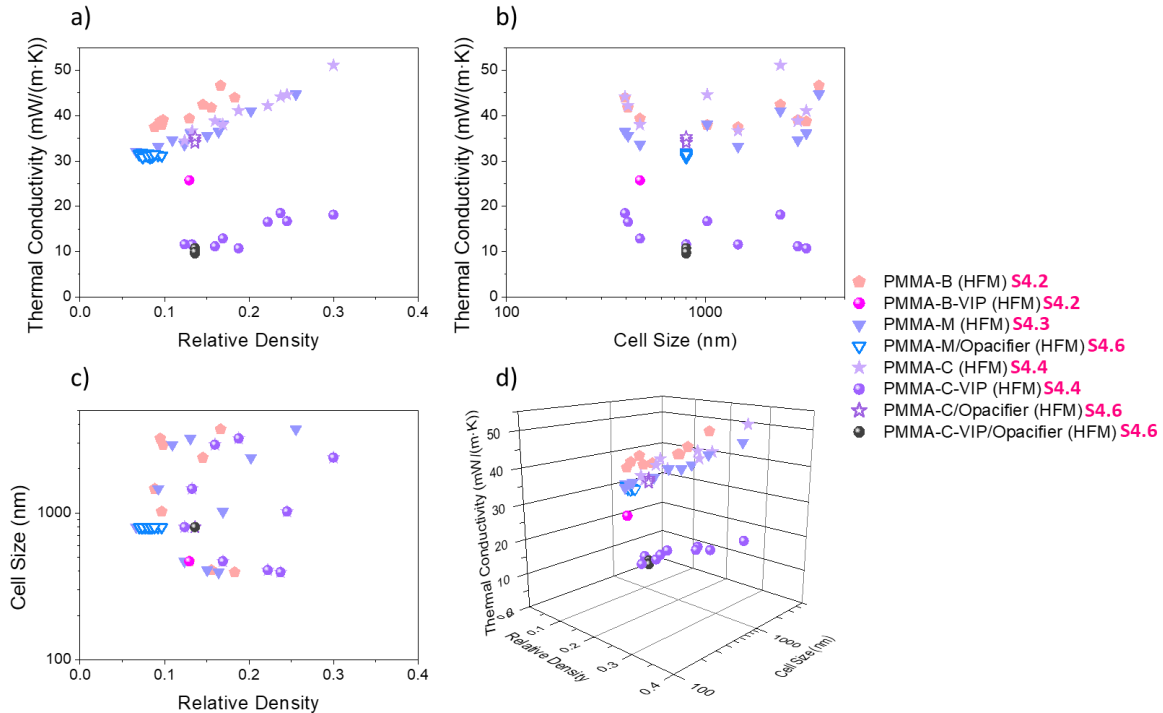 a)
50
40
30
20
10
0
Thermal Conductivity (mW/(m·K))
0.0 0.1 0.2 0.3 0.4
Relative Density
b)
50
40
30
20
10
0
Thermal Conductivity (mW/(m·K))
100 1000
Cell Size (nm)
PMMA-B (HFM) S4.2
PMMA-B-VIP (HFM) S4.2
PMMA-M (HFM) S4.3
PMMA-M/Opacifier (HFM) S4.6
PMMA-C (HFM) S4.4
PMMA-C-VIP (HFM) S4.4
PMMA-C/Opacifier (HFM) S4.6
PMMA-C-VIP/Opacifier (HFM) S4.6
c)
1000
100
Cell Size (nm)
0.0 0.1 0.2 0.3 0.4
Relative Density
d)
50
40
30
20
10
Thermal Conductivity (mW/(m·K))
0.1
0.2
0.3
0.4
Relative Density
100
1000
Cell Size (nm)